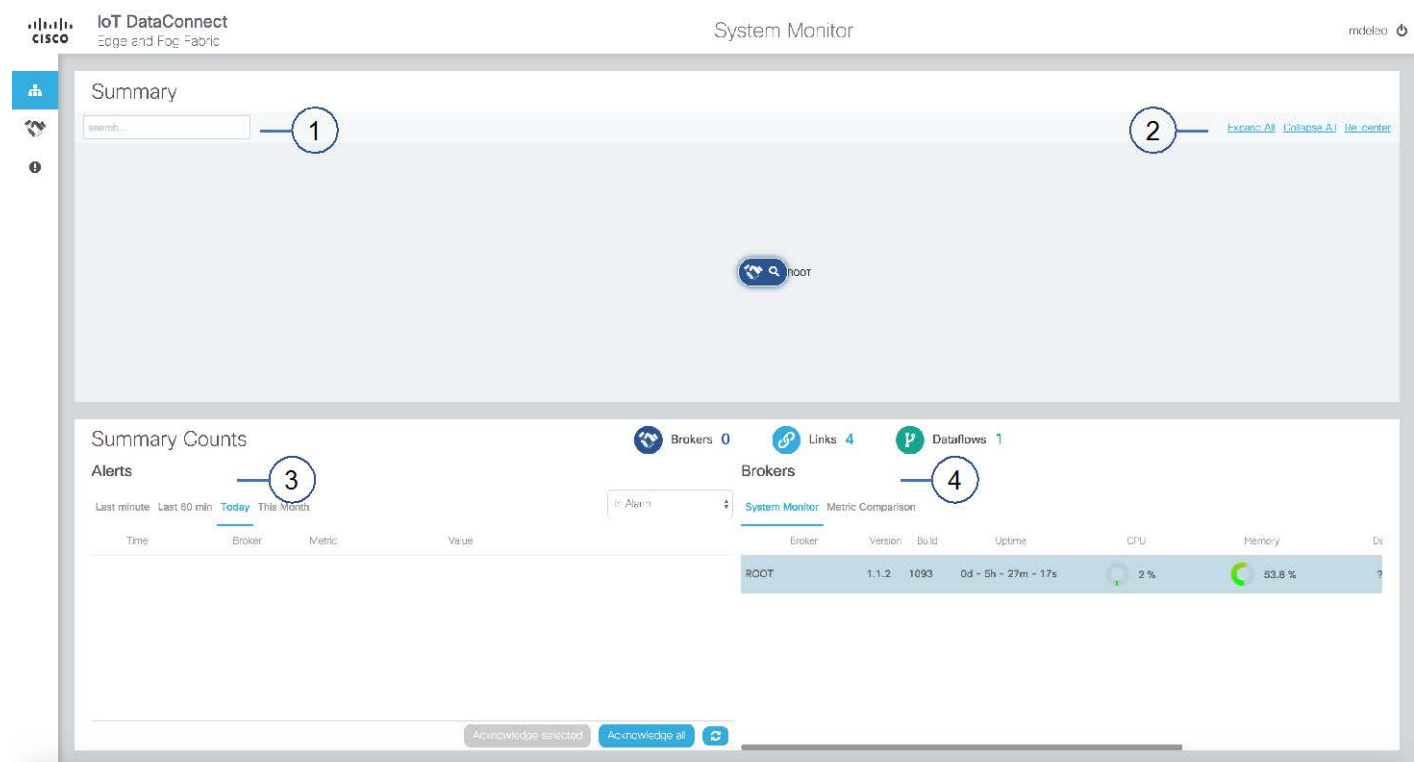 CISCO
IoT DataConnect
Edge and Fog Fabric
System Monitor
mdeleo
Summary
search...
1
2
Expand All Collapse All Re-center
ROOT
Summary Counts
Brokers 0
Links 4
Dataflows 1
Alerts
3
Last minute Last 60 min Today This Month
In Alarm
Time Broker Metric Value
Acknowledge selected Acknowledge all
Brokers
4
System Monitor Metric Comparison
Broker Version Build Uptime CPU Memory
ROOT 1.1.2 1093 0d - 5h - 27m - 17s 2 % 53.8 % ?